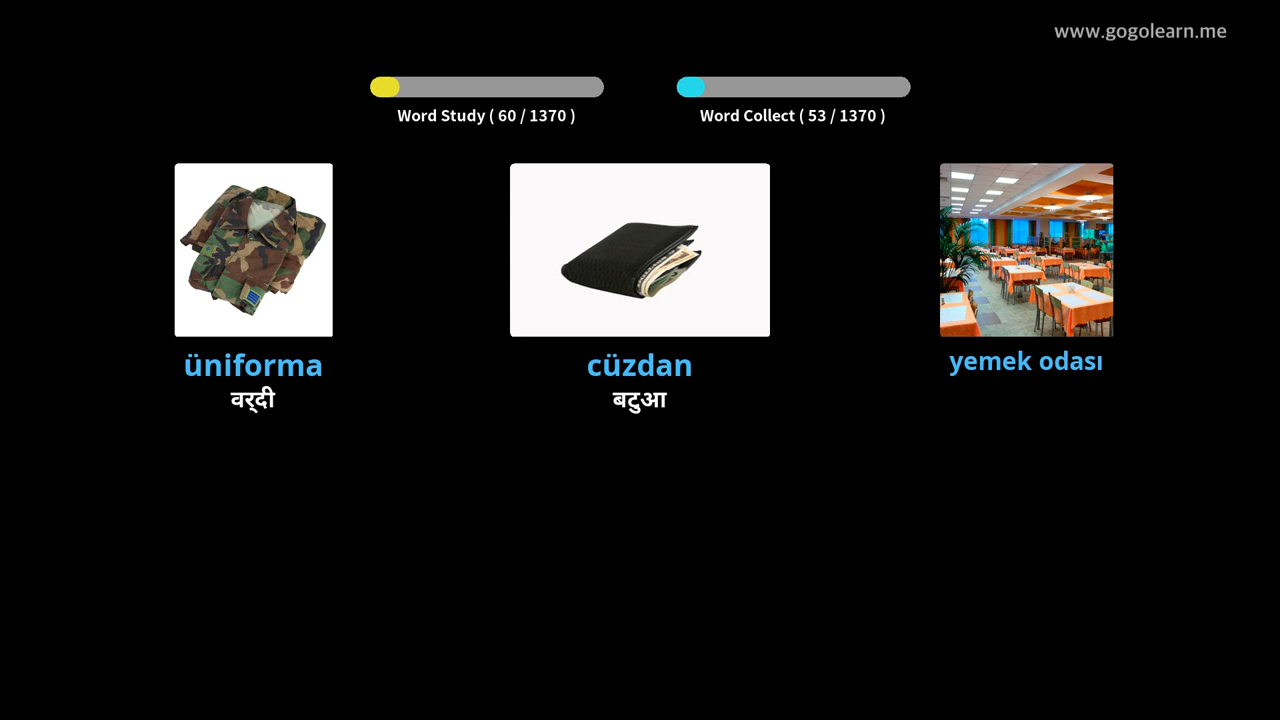 www.gogolearn.me
Word Study ( 60 / 1370 )
Word Collect ( 53 / 1370 )
üniforma
वर्दी
cüzdan
बटुआ
yemek odası